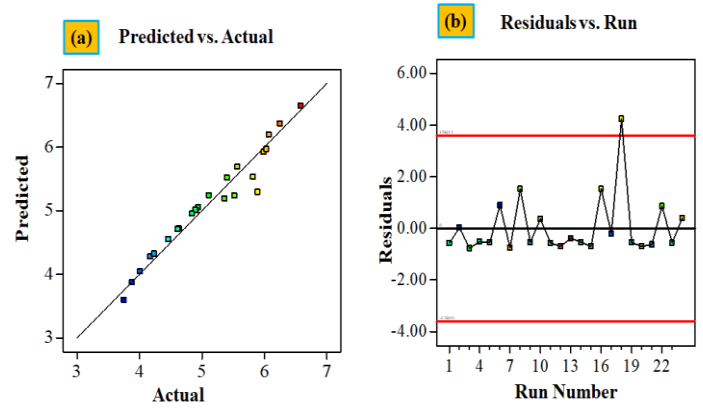 (a) Predicted vs. Actual
7
6
5
4
3
Predicted
3 4 5 6 7
Actual
(b) Residuals vs. Run
6.00
4.00
2.00
0.00
-2.00
-4.00
Residuals
0
1 4 7 10 13 16 19 22
Run Number